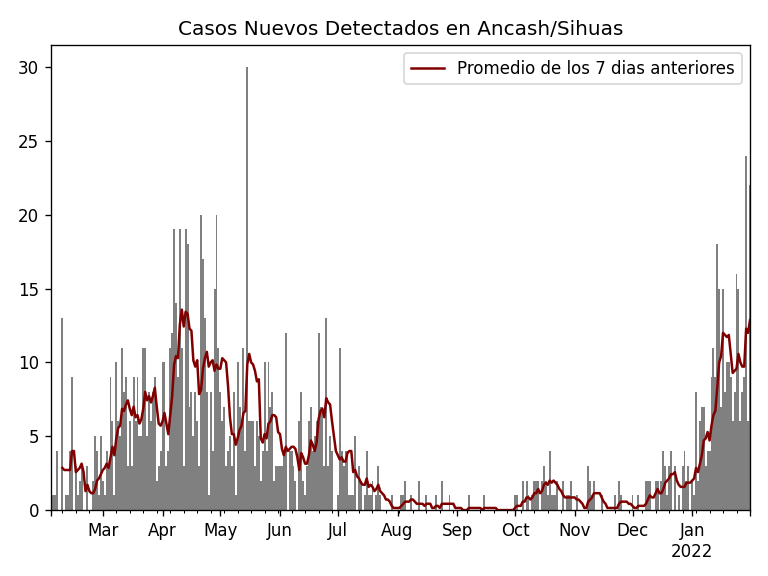 Casos Nuevos Detectados en Ancash/Sihuas
Promedio de los 7 dias anteriores
30
25
20
15
10
5
0
Mar Apr May Jun Jul Aug Sep Oct Nov Dec Jan
2022